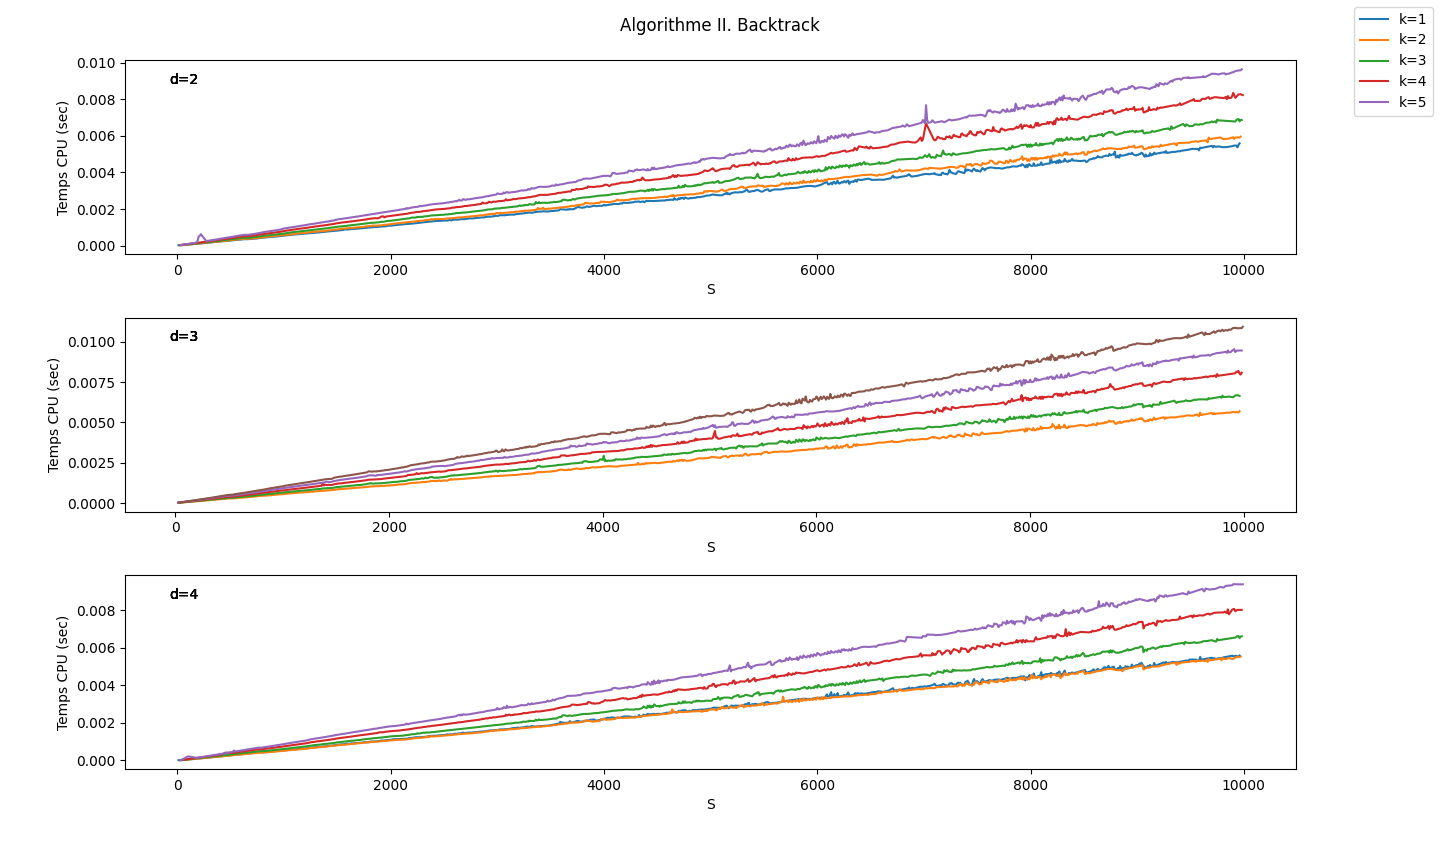 Algorithme II. Backtrack
k=1
k=2
k=3
k=4
k=5
d=2
Temps CPU (sec)
0.010
0.008
0.006
0.004
0.002
0.000
0 2000 4000 6000 8000 10000
S
d=3
Temps CPU (sec)
0.0100
0.0075
0.0050
0.0025
0.0000
0 2000 4000 6000 8000 10000
S
d=4
Temps CPU (sec)
0.008
0.006
0.004
0.002
0.000
0 2000 4000 6000 8000 10000
S